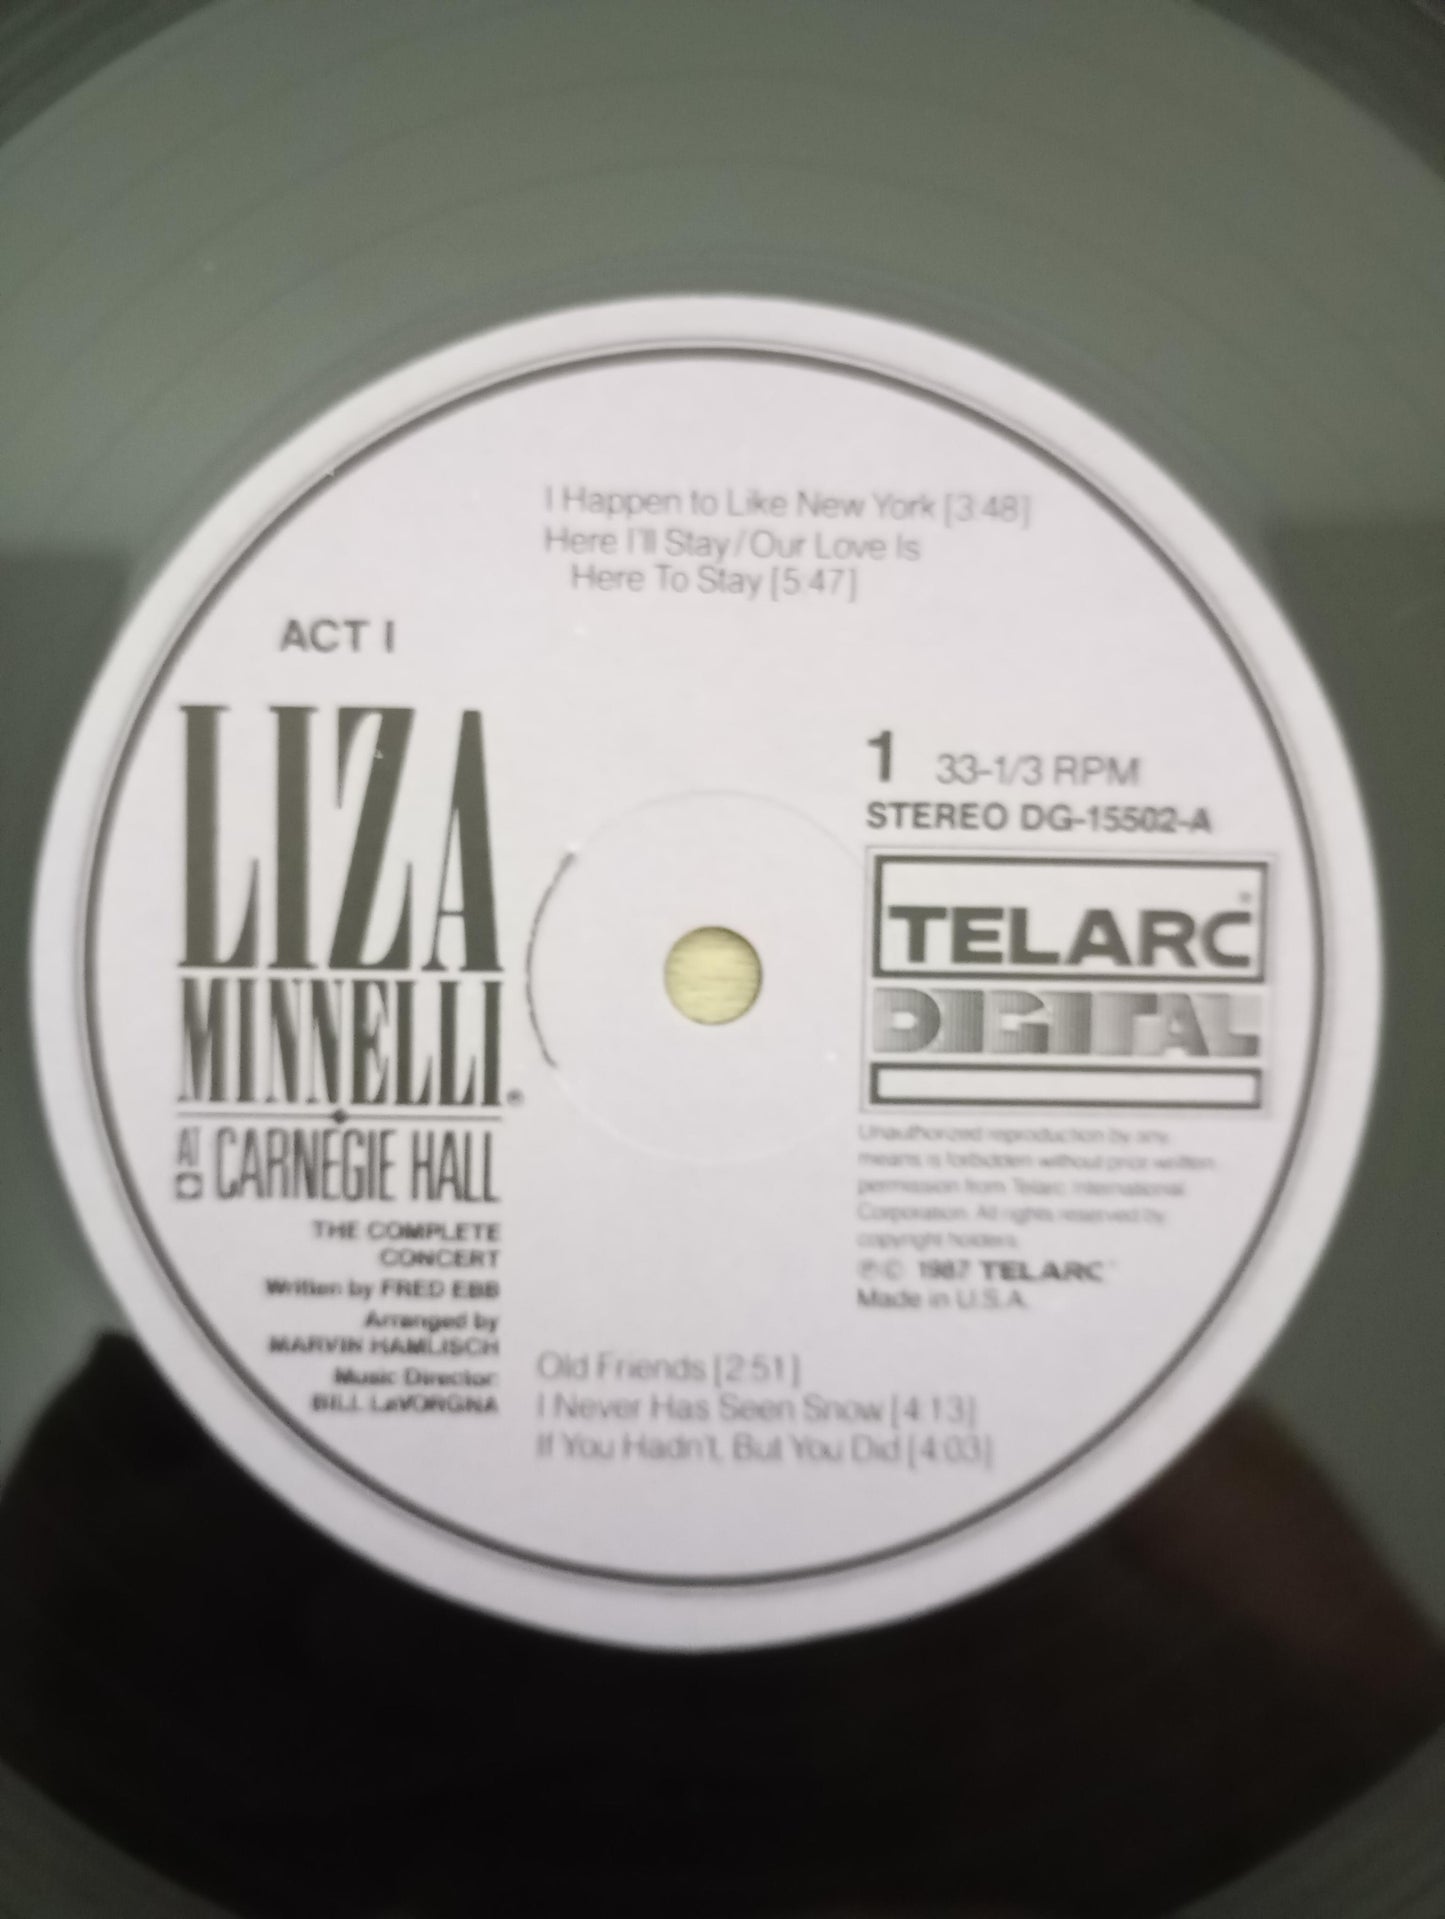 I Happen to Like New York [3:48]
Here I'll Stay/Our Love Is
Here To Stay [5:47]
ACT I
LIZA
MINNELLI®
AT CARNEGIE HALL
THE COMPLETE
CONCERT
Written by FRED EBB
Arranged by
MARVIN HAMLISCH
Music Director:
BILL LaVORGNA
1 33-1/3 RPM
STEREO DG-15502-A
TELARC®
DIGITAL
Unauthorized reproduction by any
means is forbidden without prior written
permission from Telarc International
Corporation. All rights reserved by
copyright holders.
℗© 1987 TELARC®
Made in U.S.A.
Old Friends [2:51]
I Never Has Seen Snow [4:13]
If You Hadn't, But You Did [4:03]